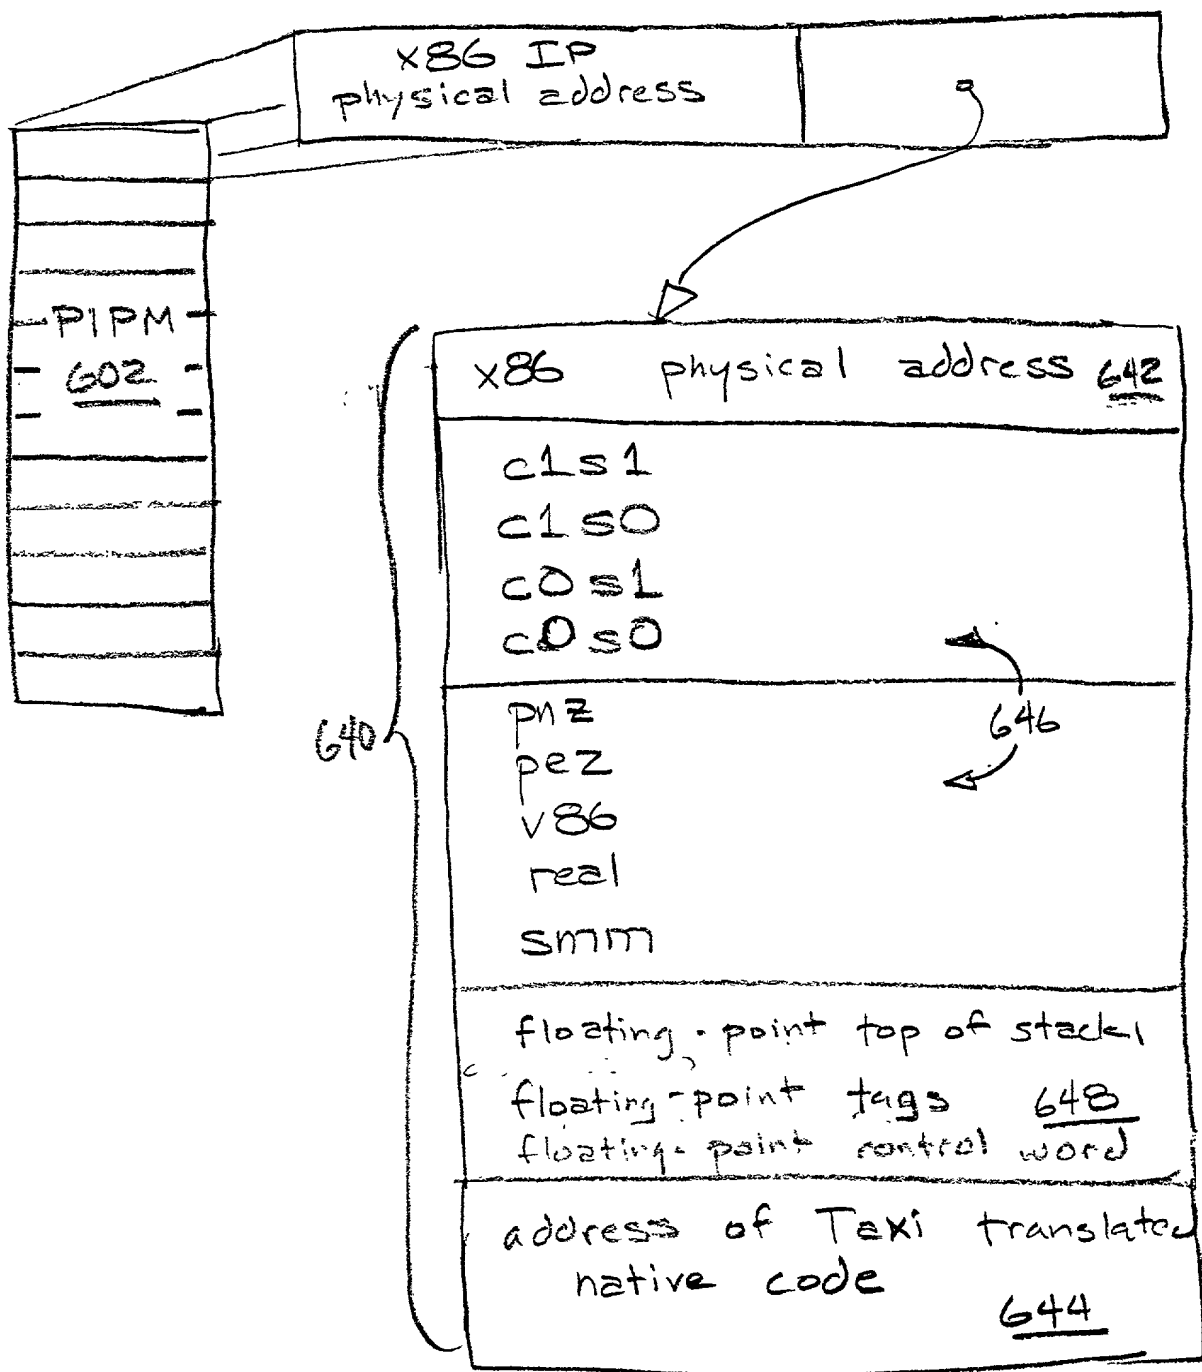 x86 IP
physical address
PIPM
602
x86 physical address 642
c1s1
c1s0
c0s1
c0s0
pnz
646
640
pez
v86
real
smm
floating-point top of stack
floating-point tags 648
floating-point control word
address of Taxi translated
native code
644